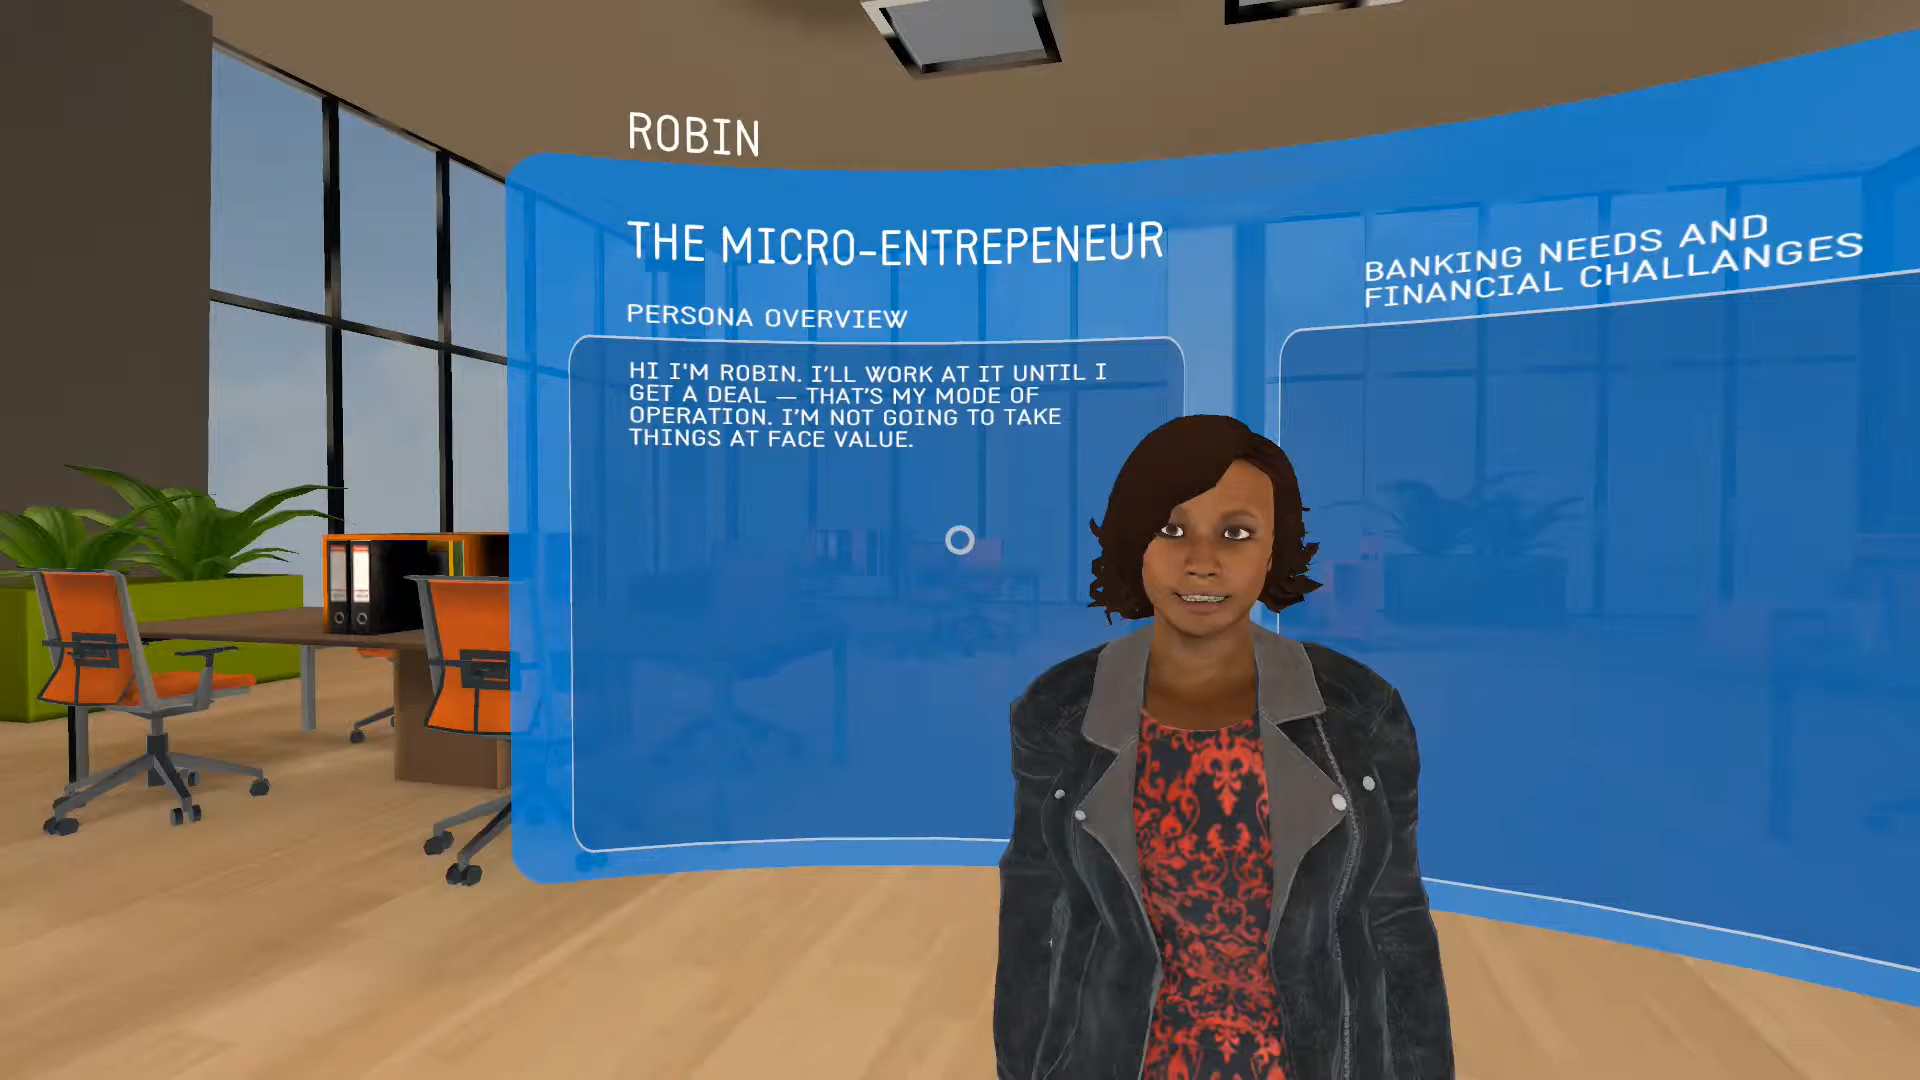 ROBIN
THE MICRO-ENTREPENEUR
PERSONA OVERVIEW
HI I'M ROBIN. I'LL WORK AT IT UNTIL I
GET A DEAL — THAT'S MY MODE OF
OPERATION. I'M NOT GOING TO TAKE
THINGS AT FACE VALUE.
BANKING NEEDS AND
FINANCIAL CHALLANGES